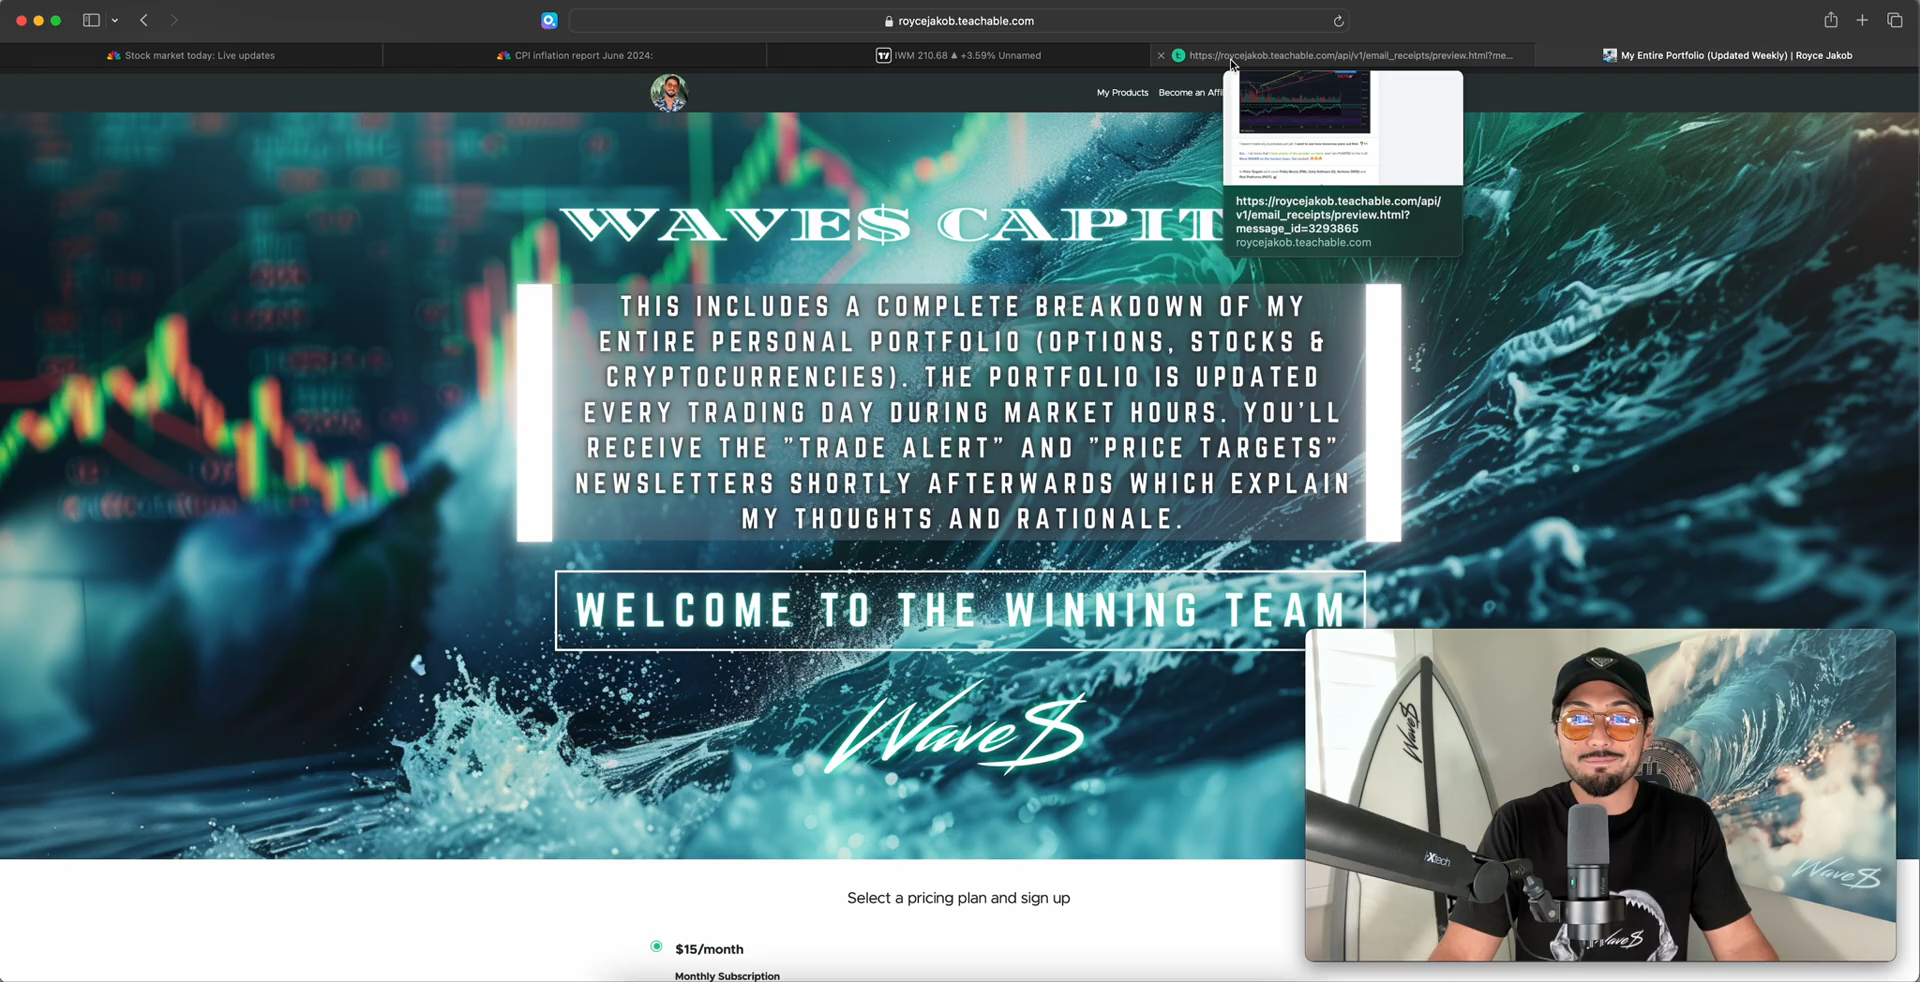 roycejakob.teachable.com
Stock market today: Live updates
CPI inflation report June 2024:
IWM 210.68 ▲ +3.59% Unnamed
https://roycejakob.teachable.com/api/v1/email_receipts/preview.html?me...
My Entire Portfolio (Updated Weekly) | Royce Jakob
My Products
Become an Affi
https://roycejakob.teachable.com/api/
v1/email_receipts/preview.html?
message_id=3293865
roycejakob.teachable.com
WAVE$ CAPIT
THIS INCLUDES A COMPLETE BREAKDOWN OF MY
ENTIRE PERSONAL PORTFOLIO (OPTIONS, STOCKS &
CRYPTOCURRENCIES). THE PORTFOLIO IS UPDATED
EVERY TRADING DAY DURING MARKET HOURS. YOU'LL
RECEIVE THE "TRADE ALERT" AND "PRICE TARGETS"
NEWSLETTERS SHORTLY AFTERWARDS WHICH EXPLAIN
MY THOUGHTS AND RATIONALE.
WELCOME TO THE WINNING TEAM
Wave$
Wave$
Wave$
Wave$
Select a pricing plan and sign up
$15/month
Monthly Subscription